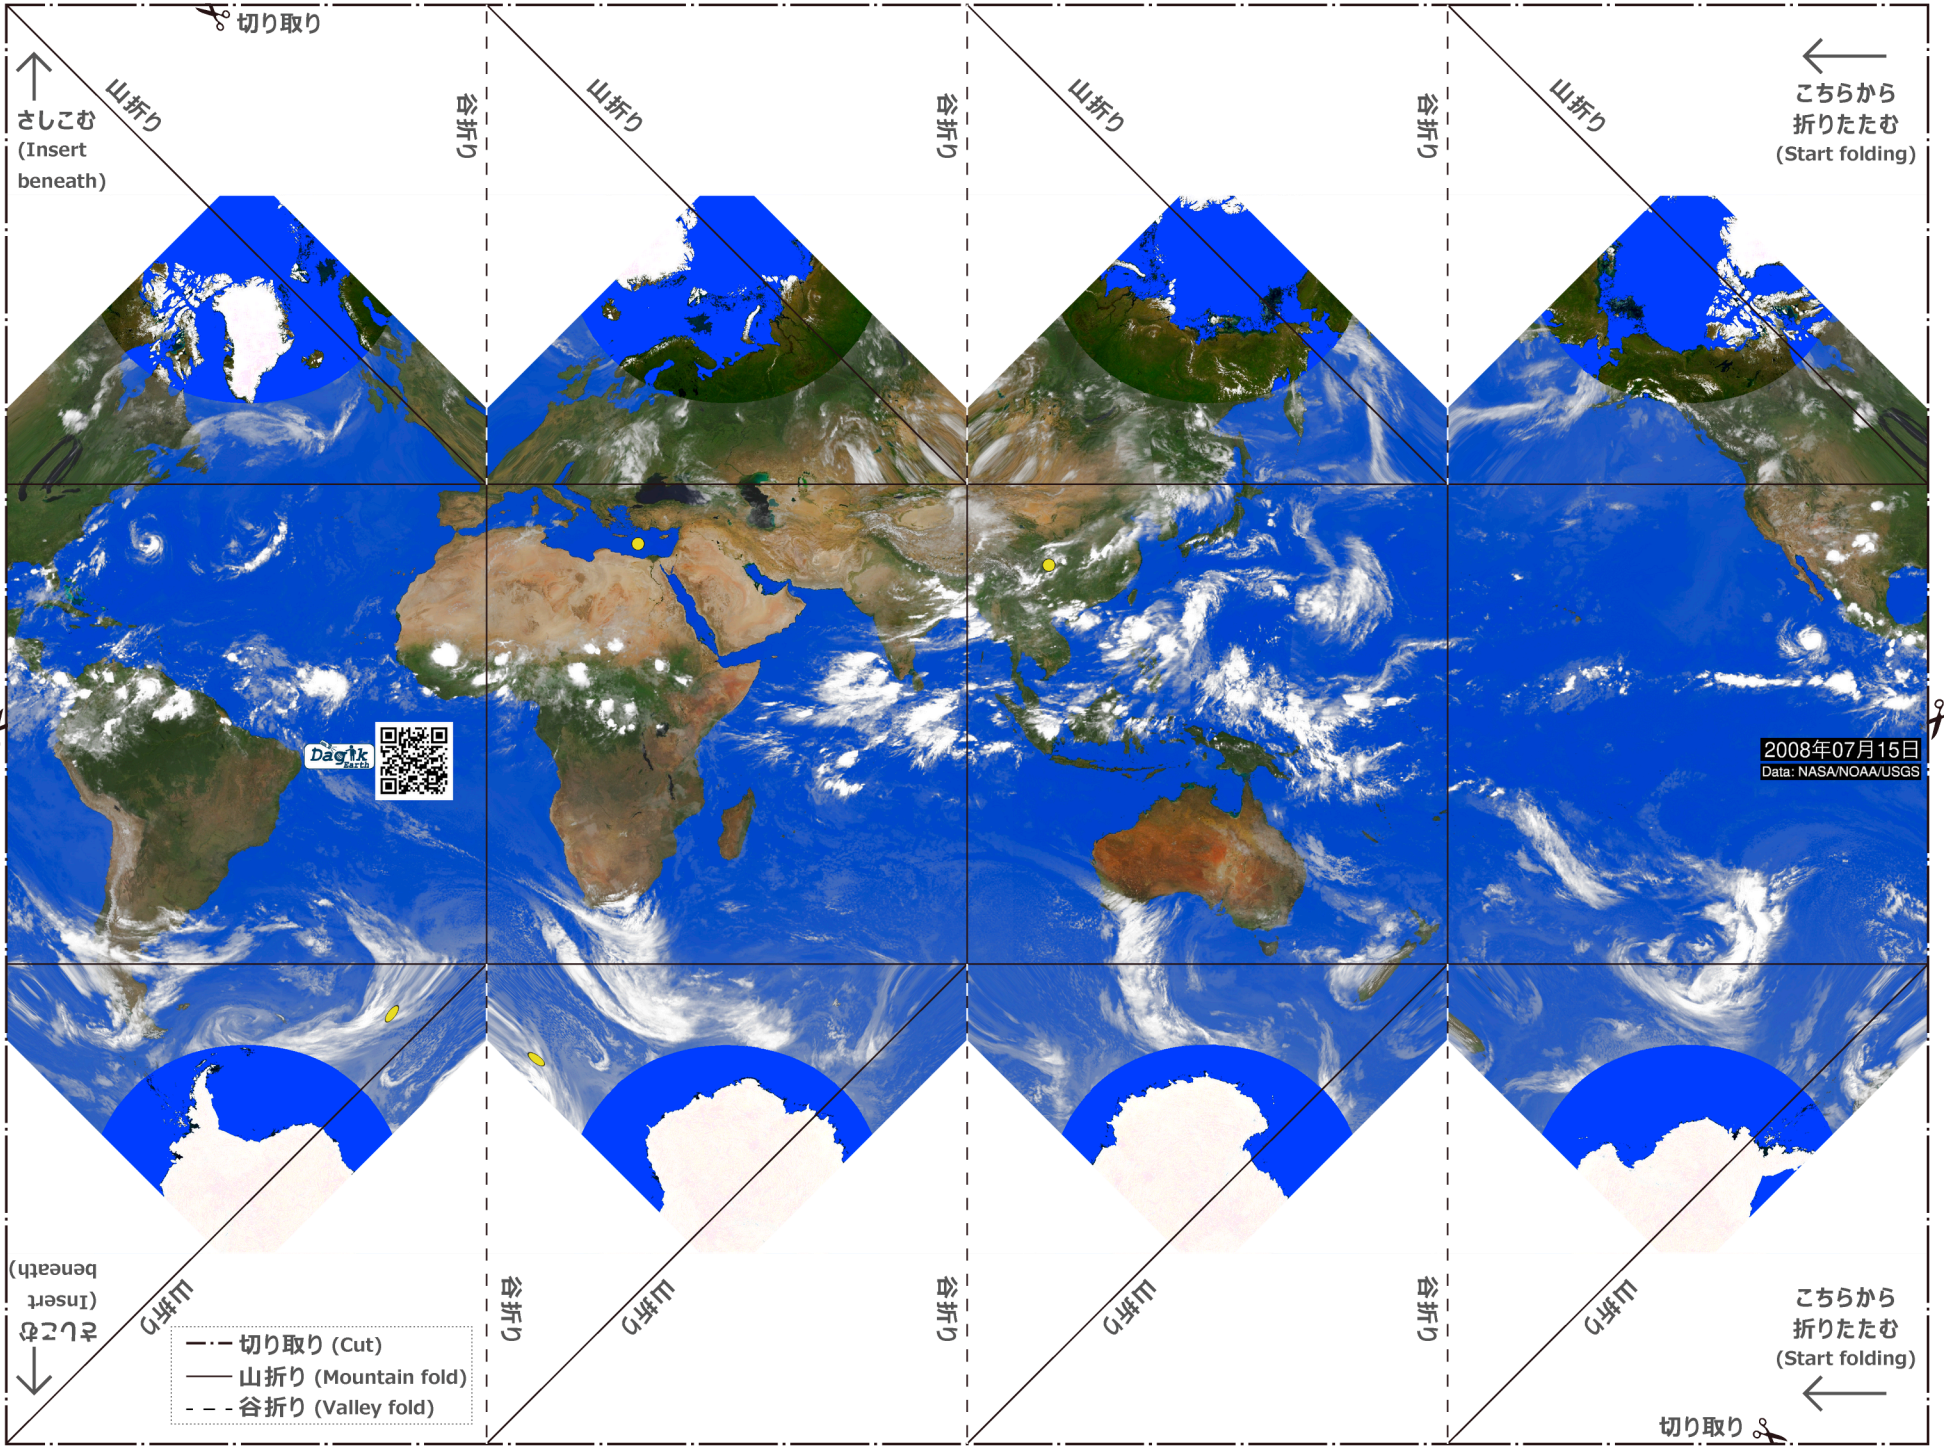 切り取り
山折り
谷折り
山折り
谷折り
山折り
谷折り
山折り
こちらから
折りたたむ
(Start folding)
さしこむ
(Insert
beneath)
Dagik
Earth
2008年07月15日
Data: NASA/NOAA/USGS
さしこむ
(Insert
beneath)
山折り
谷折り
山折り
谷折り
山折り
谷折り
山折り
こちらから
折りたたむ
(Start folding)
切り取り (Cut)
山折り (Mountain fold)
谷折り (Valley fold)
切り取り